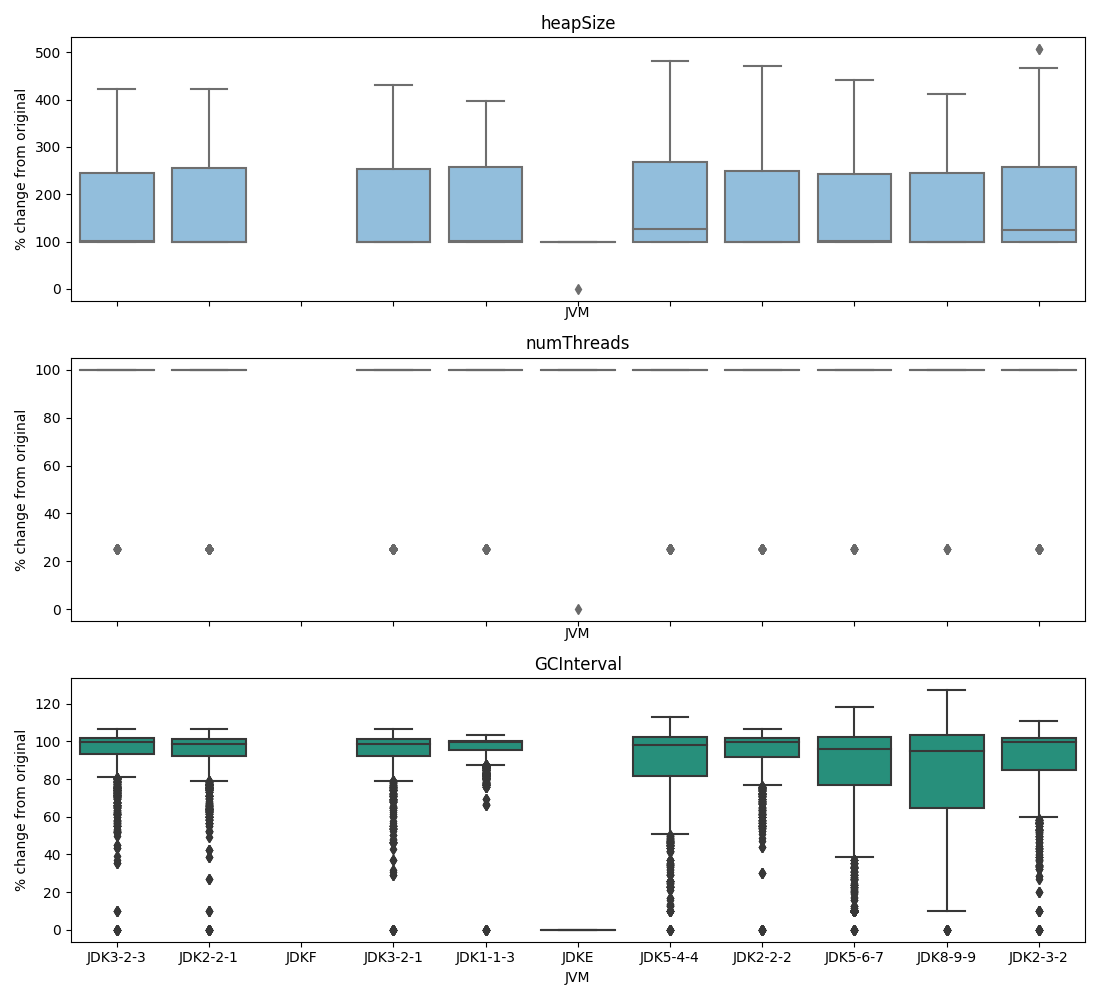 heapSize
% change from original
500
400
300
200
100
0
JVM
numThreads
% change from original
100
80
60
40
20
0
JVM
GCInterval
% change from original
120
100
80
60
40
20
0
JDK3-2-3 JDK2-2-1 JDKF JDK3-2-1 JDK1-1-3 JDKE JDK5-4-4 JDK2-2-2 JDK5-6-7 JDK8-9-9 JDK2-3-2
JVM